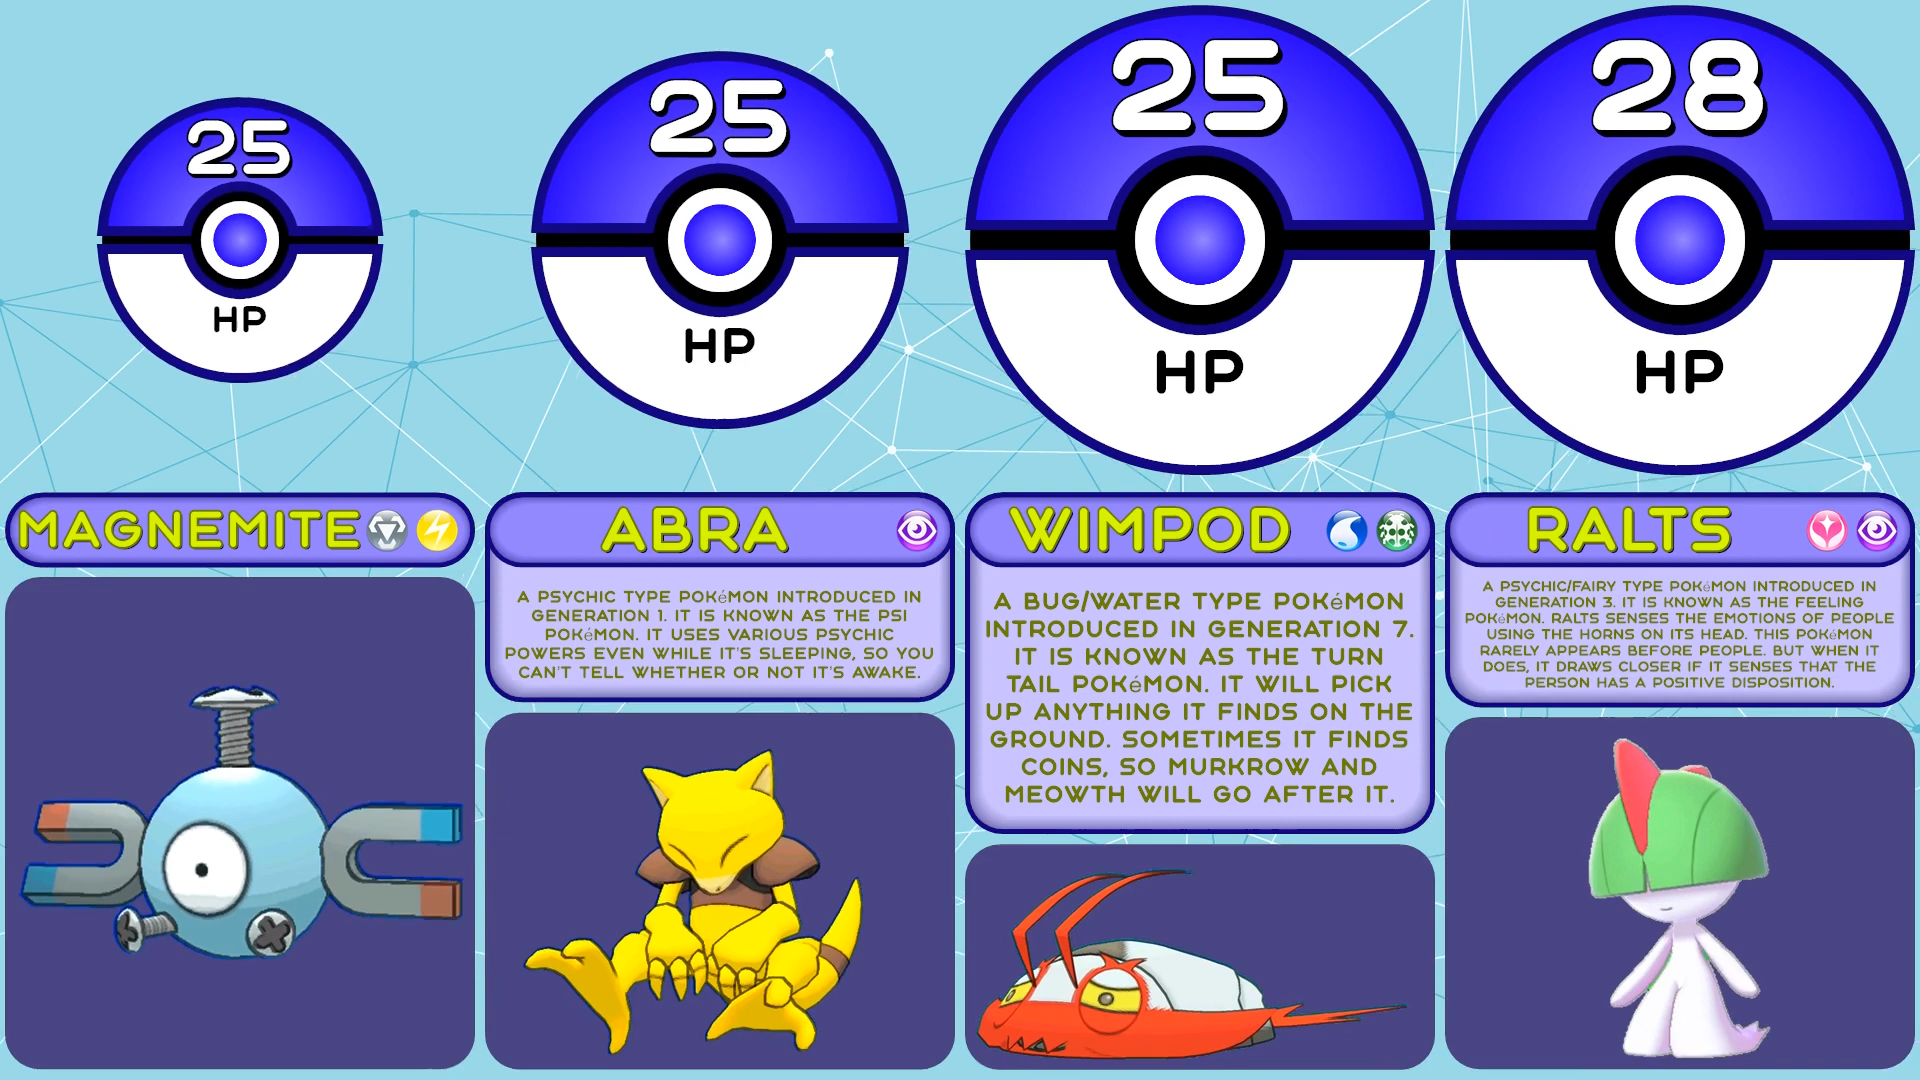 25
HP
MAGNEMITE
25
HP
ABRA
A PSYCHIC TYPE POKéMON INTRODUCED IN
GENERATION 1. IT IS KNOWN AS THE PSI
POKéMON. IT USES VARIOUS PSYCHIC
POWERS EVEN WHILE IT'S SLEEPING, SO YOU
CAN'T TELL WHETHER OR NOT IT'S AWAKE.
25
HP
WIMPOD
A BUG/WATER TYPE POKéMON
INTRODUCED IN GENERATION 7.
IT IS KNOWN AS THE TURN
TAIL POKéMON. IT WILL PICK
UP ANYTHING IT FINDS ON THE
GROUND. SOMETIMES IT FINDS
COINS, SO MURKROW AND
MEOWTH WILL GO AFTER IT.
28
HP
RALTS
A PSYCHIC/FAIRY TYPE POKéMON INTRODUCED IN
GENERATION 3. IT IS KNOWN AS THE FEELING
POKéMON. RALTS SENSES THE EMOTIONS OF PEOPLE
USING THE HORNS ON ITS HEAD. THIS POKéMON
RARELY APPEARS BEFORE PEOPLE. BUT WHEN IT
DOES, IT DRAWS CLOSER IF IT SENSES THAT THE
PERSON HAS A POSITIVE DISPOSITION.